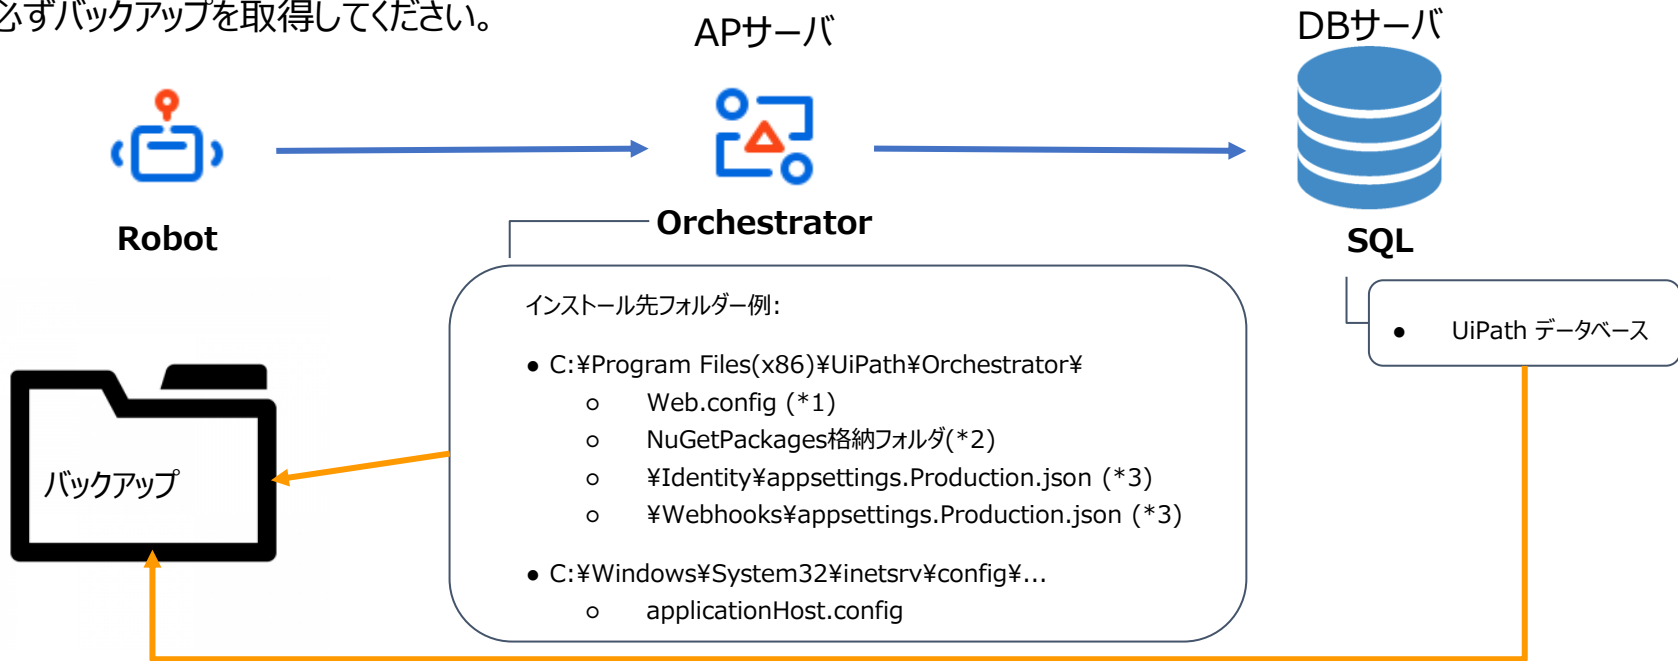 必ずバックアップを取得してください。
APサーバ
DBサーバ
Robot
Orchestrator
SQL
インストール先フォルダー例:
● C:¥Program Files(x86)¥UiPath¥Orchestrator¥
○ Web.config (*1)
○ NuGetPackages格納フォルダ(*2)
○ ¥Identity¥appsettings.Production.json (*3)
○ ¥Webhooks¥appsettings.Production.json (*3)
● C:¥Windows¥System32¥inetsrv¥config¥...
○ applicationHost.config
● UiPath データベース
バックアップ